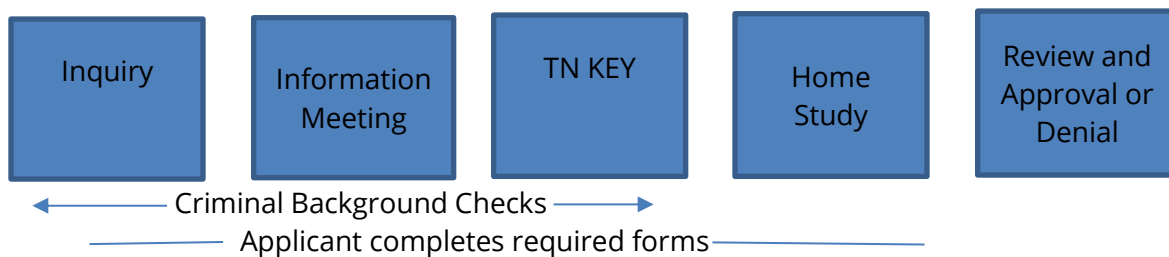 Inquiry
Information
Meeting
TN KEY
Home
Study
Review and
Approval or
Denial
Criminal Background Checks
Applicant completes required forms